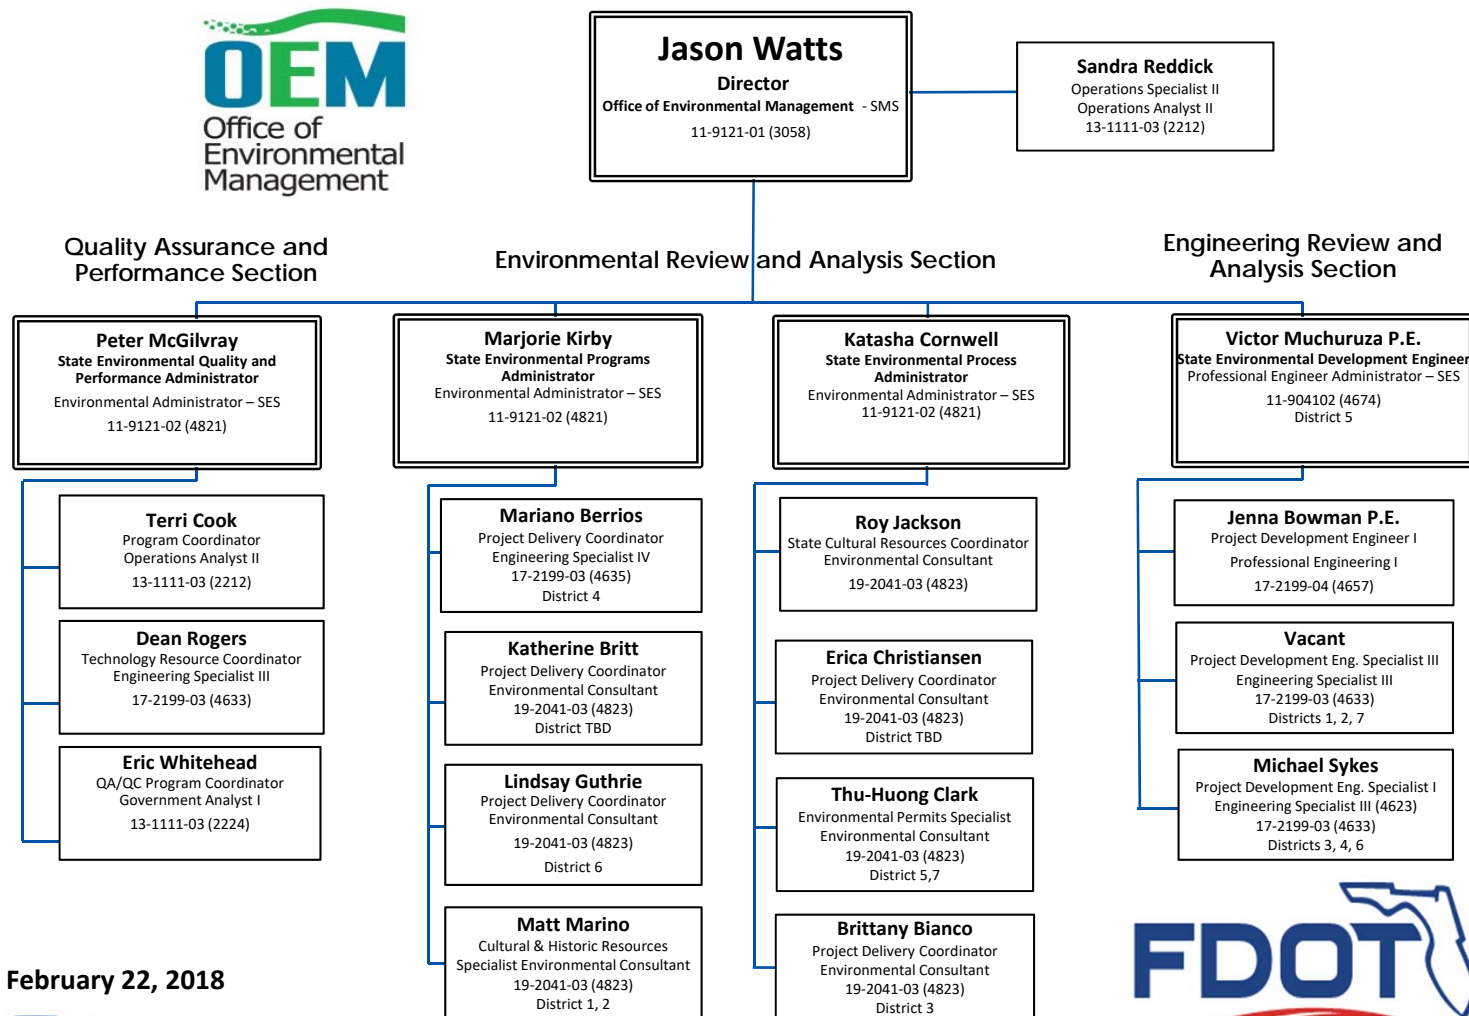 OEM
Office of
Environmental
Management
Jason Watts
Director
Office of Environmental Management - SMS
11-9121-01 (3058)
Sandra Reddick
Operations Specialist II
Operations Analyst II
13-1111-03 (2212)
Quality Assurance and
Performance Section
Environmental Review and Analysis Section
Engineering Review and
Analysis Section
Peter McGilvray
State Environmental Quality and
Performance Administrator
Environmental Administrator – SES
11-9121-02 (4821)
Marjorie Kirby
State Environmental Programs
Administrator
Environmental Administrator – SES
11-9121-02 (4821)
Katasha Cornwell
State Environmental Process
Administrator
Environmental Administrator – SES
11-9121-02 (4821)
Victor Muchuruza P.E.
State Environmental Development Engineer
Professional Engineer Administrator – SES
11-904102 (4674)
District 5
Terri Cook
Program Coordinator
Operations Analyst II
13-1111-03 (2212)
Dean Rogers
Technology Resource Coordinator
Engineering Specialist III
17-2199-03 (4633)
Eric Whitehead
QA/QC Program Coordinator
Government Analyst I
13-1111-03 (2224)
Mariano Berrios
Project Delivery Coordinator
Engineering Specialist IV
17-2199-03 (4635)
District 4
Katherine Britt
Project Delivery Coordinator
Environmental Consultant
19-2041-03 (4823)
District TBD
Lindsay Guthrie
Project Delivery Coordinator
Environmental Consultant
19-2041-03 (4823)
District 6
Matt Marino
Cultural & Historic Resources
Specialist Environmental Consultant
19-2041-03 (4823)
District 1, 2
Roy Jackson
State Cultural Resources Coordinator
Environmental Consultant
19-2041-03 (4823)
Erica Christiansen
Project Delivery Coordinator
Environmental Consultant
19-2041-03 (4823)
District TBD
Thu-Huong Clark
Environmental Permits Specialist
Environmental Consultant
19-2041-03 (4823)
District 5,7
Brittany Bianco
Project Delivery Coordinator
Environmental Consultant
19-2041-03 (4823)
District 3
Jenna Bowman P.E.
Project Development Engineer I
Professional Engineering I
17-2199-04 (4657)
Vacant
Project Development Eng. Specialist III
Engineering Specialist III
17-2199-03 (4633)
Districts 1, 2, 7
Michael Sykes
Project Development Eng. Specialist I
Engineering Specialist III (4623)
17-2199-03 (4633)
Districts 3, 4, 6
February 22, 2018
FDOT